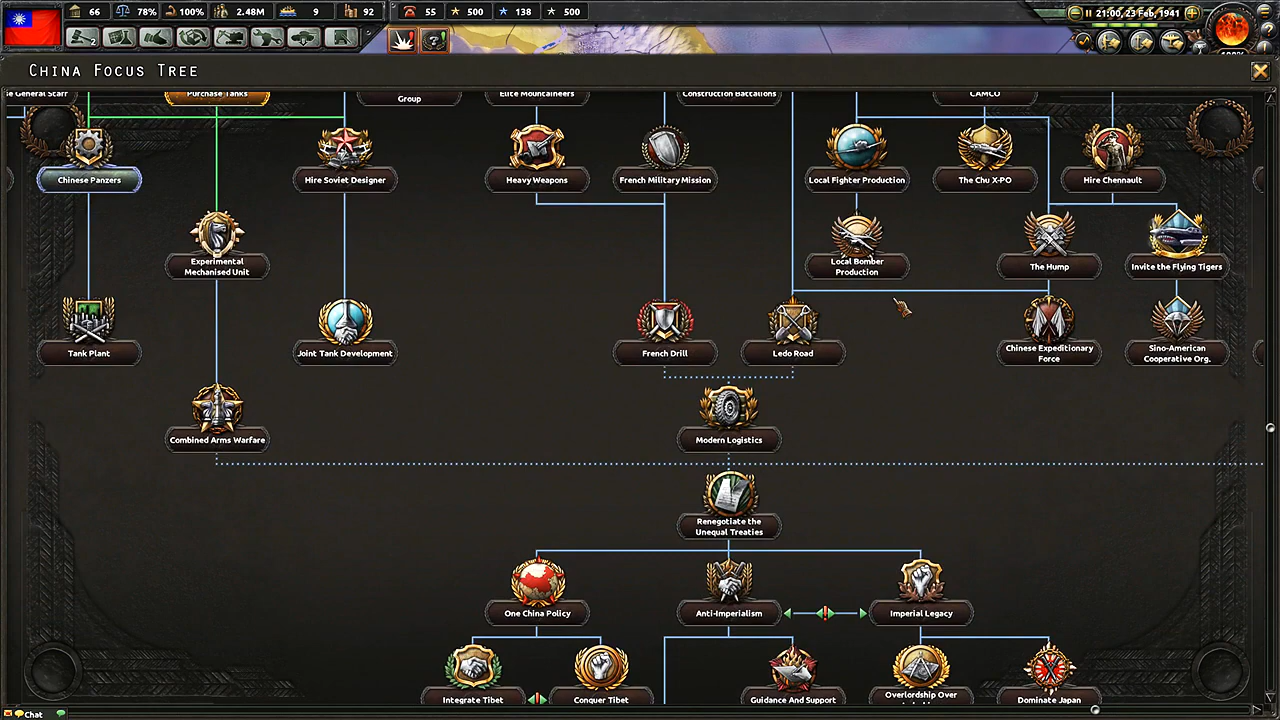 66 78% 100% 2.48M 9 92 55 500 138 500 21:00, 23 Feb, 1941
CHINA FOCUS TREE
Purchase Tanks Group Elite Mountaineers Construction Battalions CAMCO
Chinese Panzers Hire Soviet Designer Heavy Weapons French Military Mission Local Fighter Production The Chu X-PO Hire Chennault
Experimental
Mechanised Unit
Local Bomber
Production
The Hump Invite the Flying Tigers
Tank Plant Joint Tank Development French Drill Ledo Road
Chinese Expeditionary
Force
Sino-American
Cooperative Org.
Combined Arms Warfare Modern Logistics
Renegotiate the
Unequal Treaties
One China Policy Anti-Imperialism Imperial Legacy
Integrate Tibet Conquer Tibet Guidance And Support Overlordship Over Dominate Japan
Chat